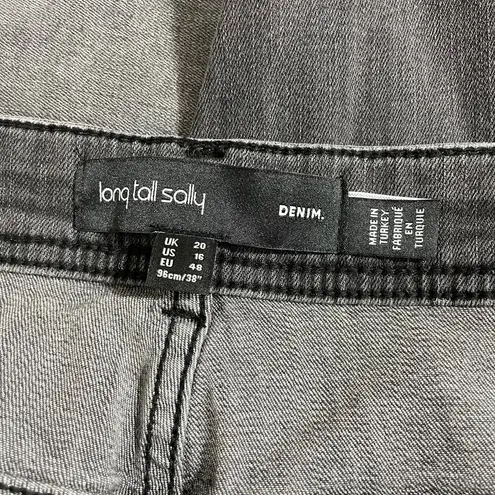 long tall sally
DENIM.
UK 20
US 16
EU 48
96cm/38"
MADE IN
TURKEY
FABRIQUÉ
EN
TURQUIE